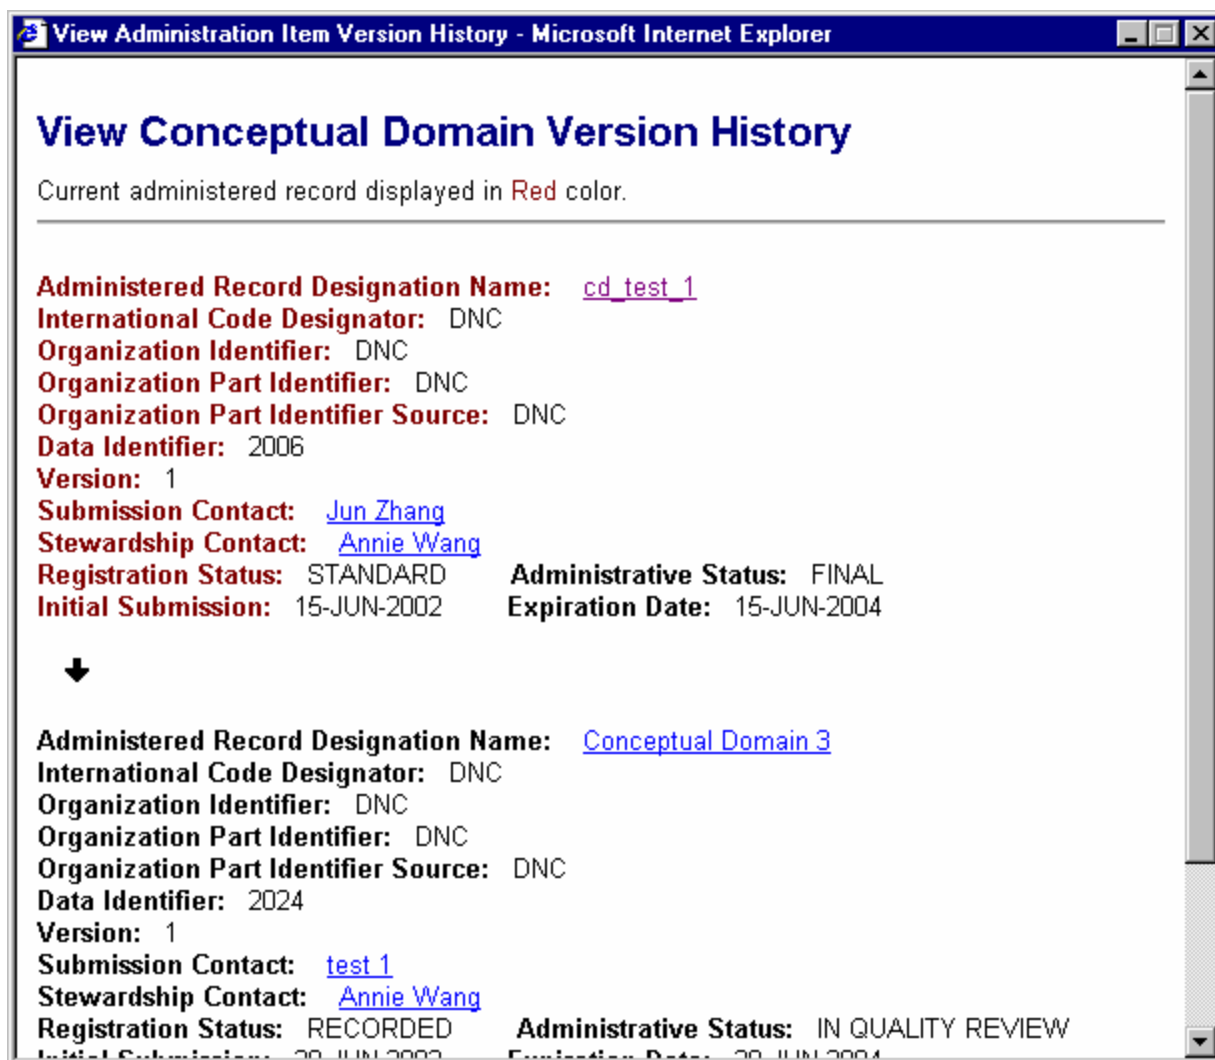 View Administration Item Version History - Microsoft Internet Explorer
View Conceptual Domain Version History
Current administered record displayed in Red color.
Administered Record Designation Name: cd_test_1
International Code Designator: DNC
Organization Identifier: DNC
Organization Part Identifier: DNC
Organization Part Identifier Source: DNC
Data Identifier: 2006
Version: 1
Submission Contact: Jun Zhang
Stewardship Contact: Annie Wang
Registration Status: STANDARD Administrative Status: FINAL
Initial Submission: 15-JUN-2002 Expiration Date: 15-JUN-2004
Administered Record Designation Name: Conceptual Domain 3
International Code Designator: DNC
Organization Identifier: DNC
Organization Part Identifier: DNC
Organization Part Identifier Source: DNC
Data Identifier: 2024
Version: 1
Submission Contact: test 1
Stewardship Contact: Annie Wang
Registration Status: RECORDED Administrative Status: IN QUALITY REVIEW
Initial Submission: Expiration Date: